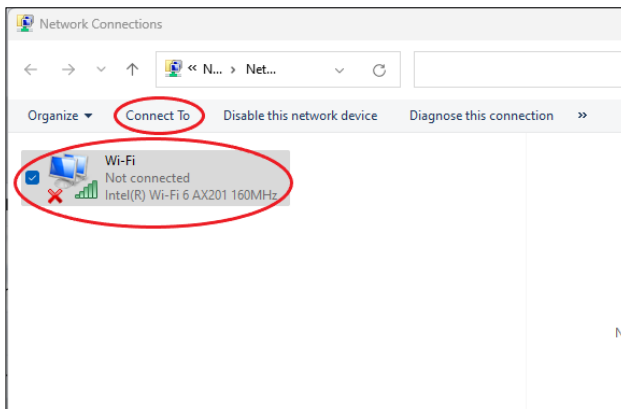 Network Connections
« N... › Net...
Organize Connect To Disable this network device Diagnose this connection »
Wi-Fi
Not connected
Intel(R) Wi-Fi 6 AX201 160MHz
N